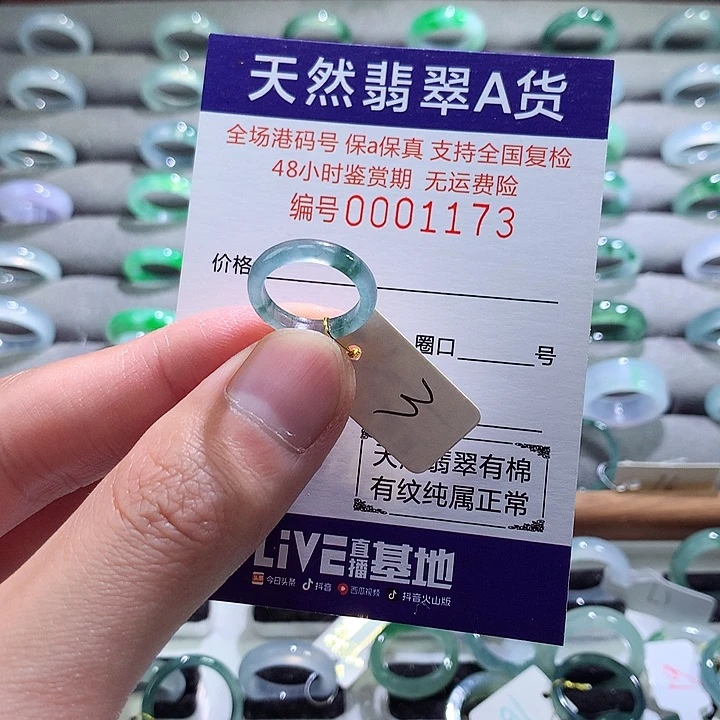 天然翡翠A货
全场港码号 保a保真 支持全国复检
48小时鉴赏期 无运费险
编号0001173
价格
圈口______号
3
天然翡翠有棉
有纹纯属正常
LiVE直播基地
头条 今日头条 抖音 西瓜视频 抖音火山版